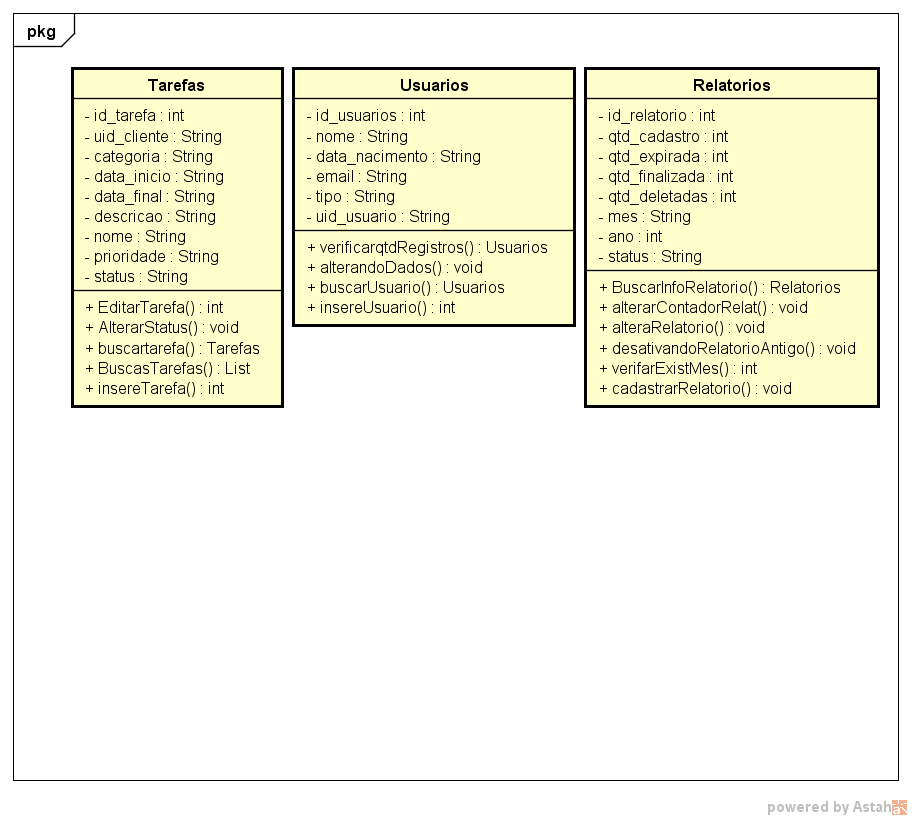 pkg
Tarefas
- id_tarefa : int
- uid_cliente : String
- categoria : String
- data_inicio : String
- data_final : String
- descricao : String
- nome : String
- prioridade : String
- status : String
+ EditarTarefa() : int
+ AlterarStatus() : void
+ buscartarefa() : Tarefas
+ BuscasTarefas() : List
+ insereTarefa() : int
Usuarios
- id_usuarios : int
- nome : String
- data_nacimento : String
- email : String
- tipo : String
- uid_usuario : String
+ verificarqtdRegistros() : Usuarios
+ alterandoDados() : void
+ buscarUsuario() : Usuarios
+ insereUsuario() : int
Relatorios
- id_relatorio : int
- qtd_cadastro : int
- qtd_expirada : int
- qtd_finalizada : int
- qtd_deletadas : int
- mes : String
- ano : int
- status : String
+ BuscarInfoRelatorio() : Relatorios
+ alterarContadorRelat() : void
+ alteraRelatorio() : void
+ desativandoRelatorioAntigo() : void
+ verifarExistMes() : int
+ cadastrarRelatorio() : void
powered by Astah